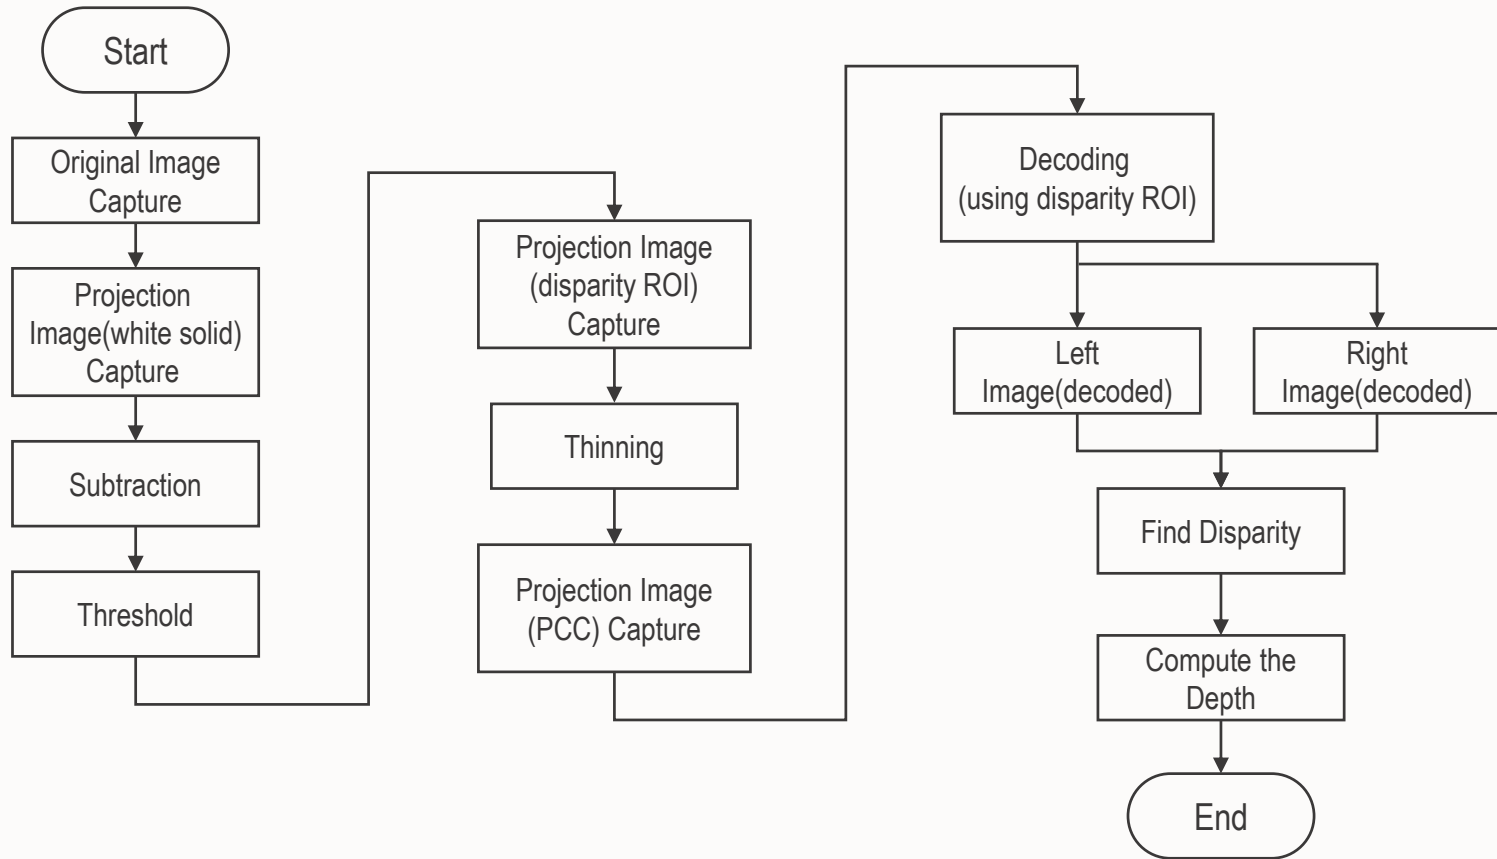 Start
Original Image
Capture
Projection
Image(white solid)
Capture
Subtraction
Threshold
Projection Image
(disparity ROI)
Capture
Thinning
Projection Image
(PCC) Capture
Decoding
(using disparity ROI)
Left
Image(decoded)
Right
Image(decoded)
Find Disparity
Compute the
Depth
End